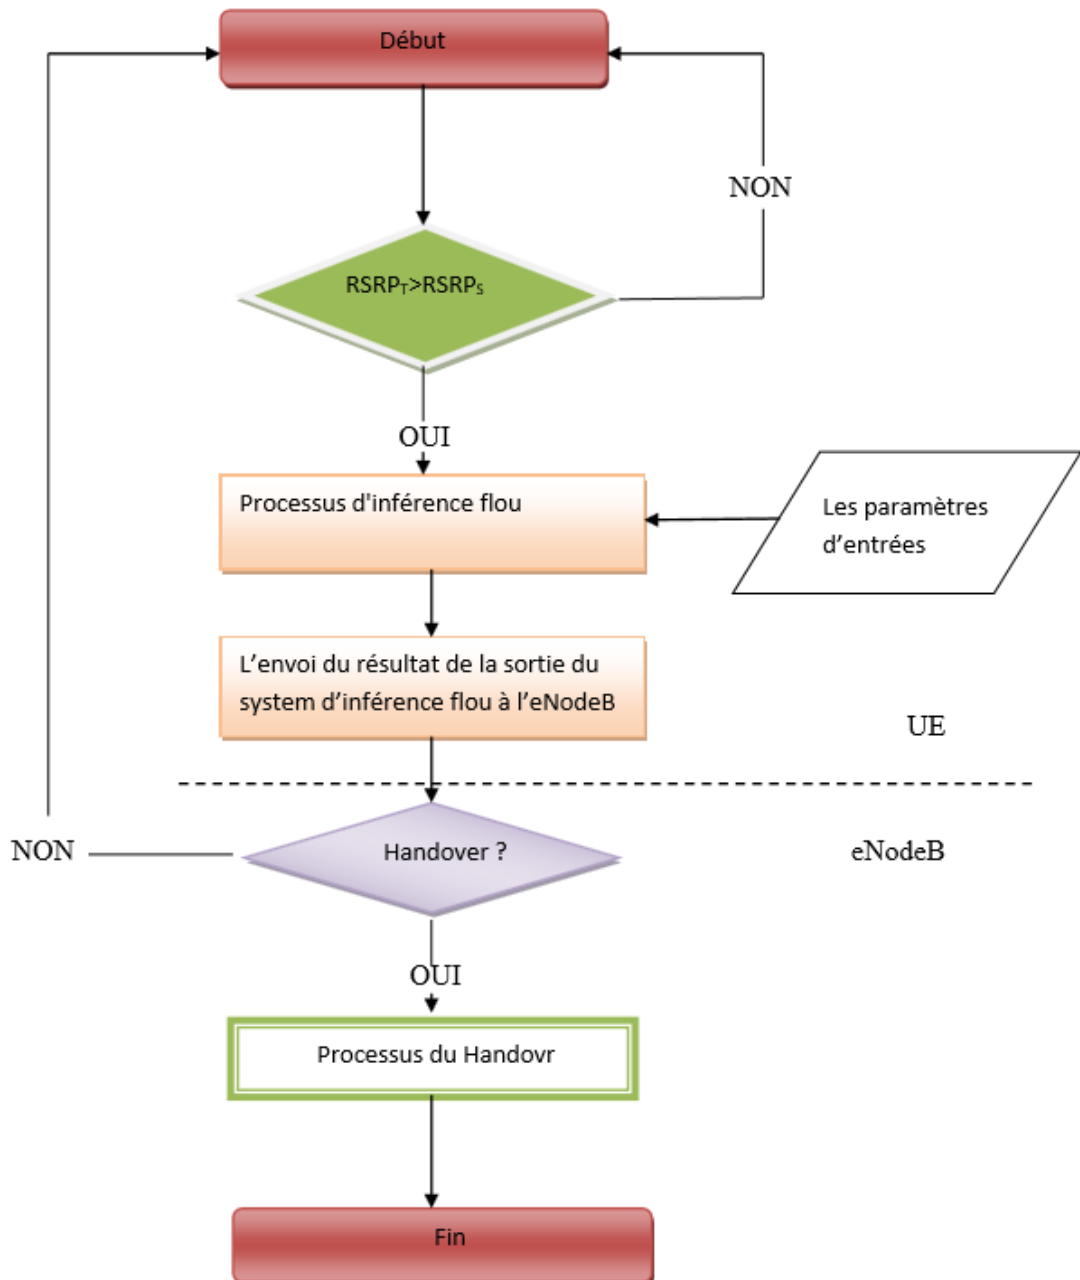 Début
NON
RSRPT>RSRPS
OUI
Processus d'inférence flou
Les paramètres
d’entrées
L’envoi du résultat de la sortie du
system d’inférence flou à l’eNodeB
UE
NON
Handover ?
eNodeB
OUI
Processus du Handovr
Fin